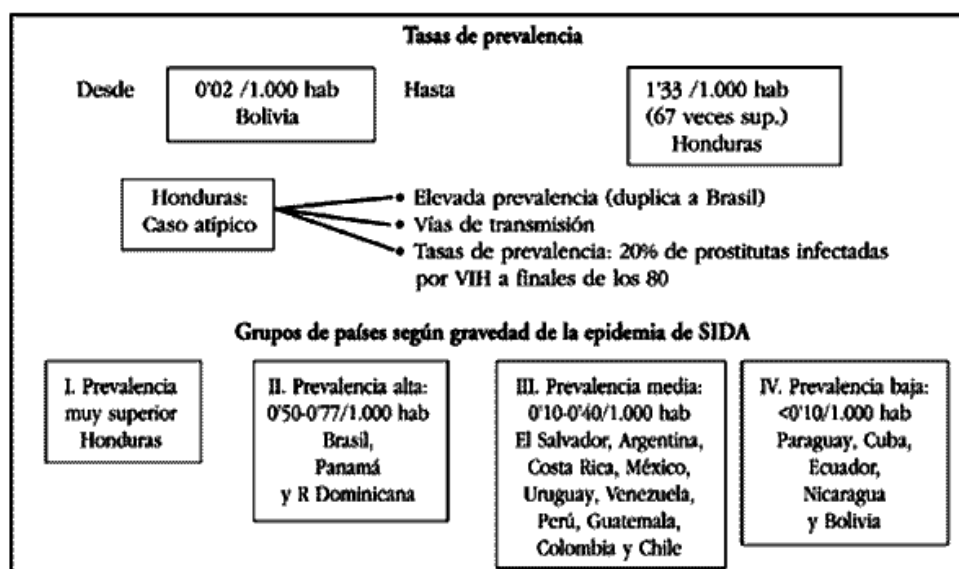 Tasas de prevalencia
Desde
0'02 /1.000 hab
Bolivia
Hasta
1'33 /1.000 hab
(67 veces sup.)
Honduras
Honduras:
Caso atípico
• Elevada prevalencia (duplica a Brasil)
• Vías de transmisión
• Tasas de prevalencia: 20% de prostitutas infectadas
por VIH a finales de los 80
Grupos de países según gravedad de la epidemia de SIDA
I. Prevalencia
muy superior
Honduras
II. Prevalencia alta:
0'50-0'77/1.000 hab
Brasil,
Panamá
y R Dominicana
III. Prevalencia media:
0'10-0'40/1.000 hab
El Salvador, Argentina,
Costa Rica, México,
Uruguay, Venezuela,
Perú, Guatemala,
Colombia y Chile
IV. Prevalencia baja:
<0'10/1.000 hab
Paraguay, Cuba,
Ecuador,
Nicaragua
y Bolivia